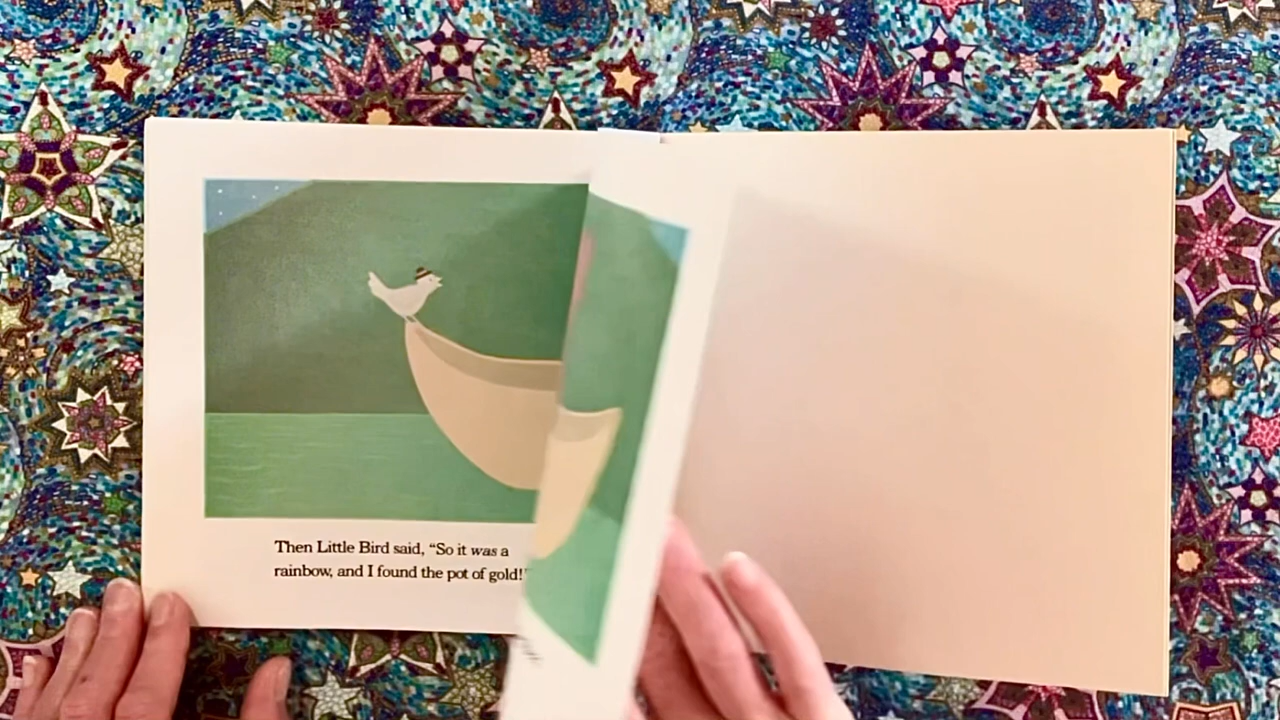 Then Little Bird said, “So it was a
rainbow, and I found the pot of gold!”